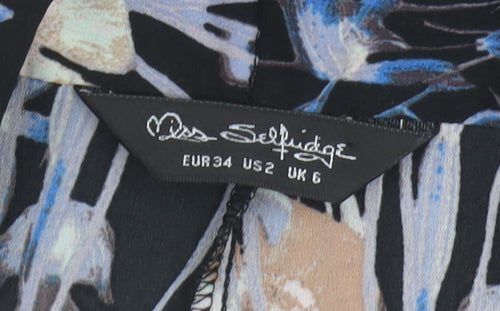 Miss Selfridge
EUR34 US2 UK6